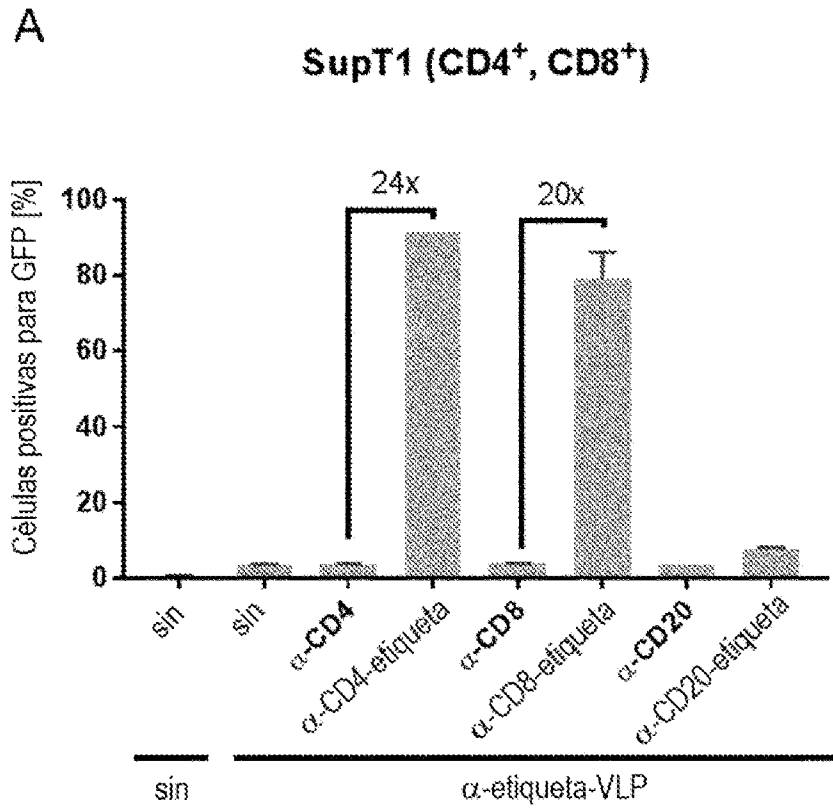 A
SupT1 (CD4⁺, CD8⁺)
Células positivas para GFP [%]
100
80
60
40
20
0
24x
20x
sin
sin
α-CD4
α-CD4-etiqueta
α-CD8
α-CD8-etiqueta
α-CD20
α-CD20-etiqueta
sin
α-etiqueta-VLP